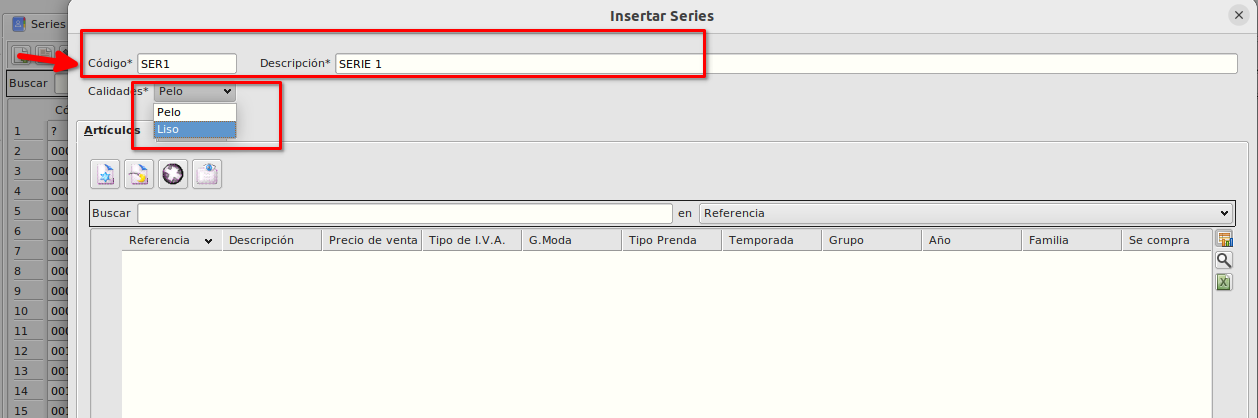 Insertar Series
Series
Código* SER1 Descripción* SERIE 1
Buscar
Calidades* Pelo
Pelo
Liso
Artículos
1 ?
2 000
3 000
4 000
5 000
6 000
7 000
8 000
9 000
10 000
11 000
12 001
13 001
14 001
15 001
Buscar en Referencia
Referencia Descripción Precio de venta Tipo de I.V.A. G.Moda Tipo Prenda Temporada Grupo Año Familia Se compra